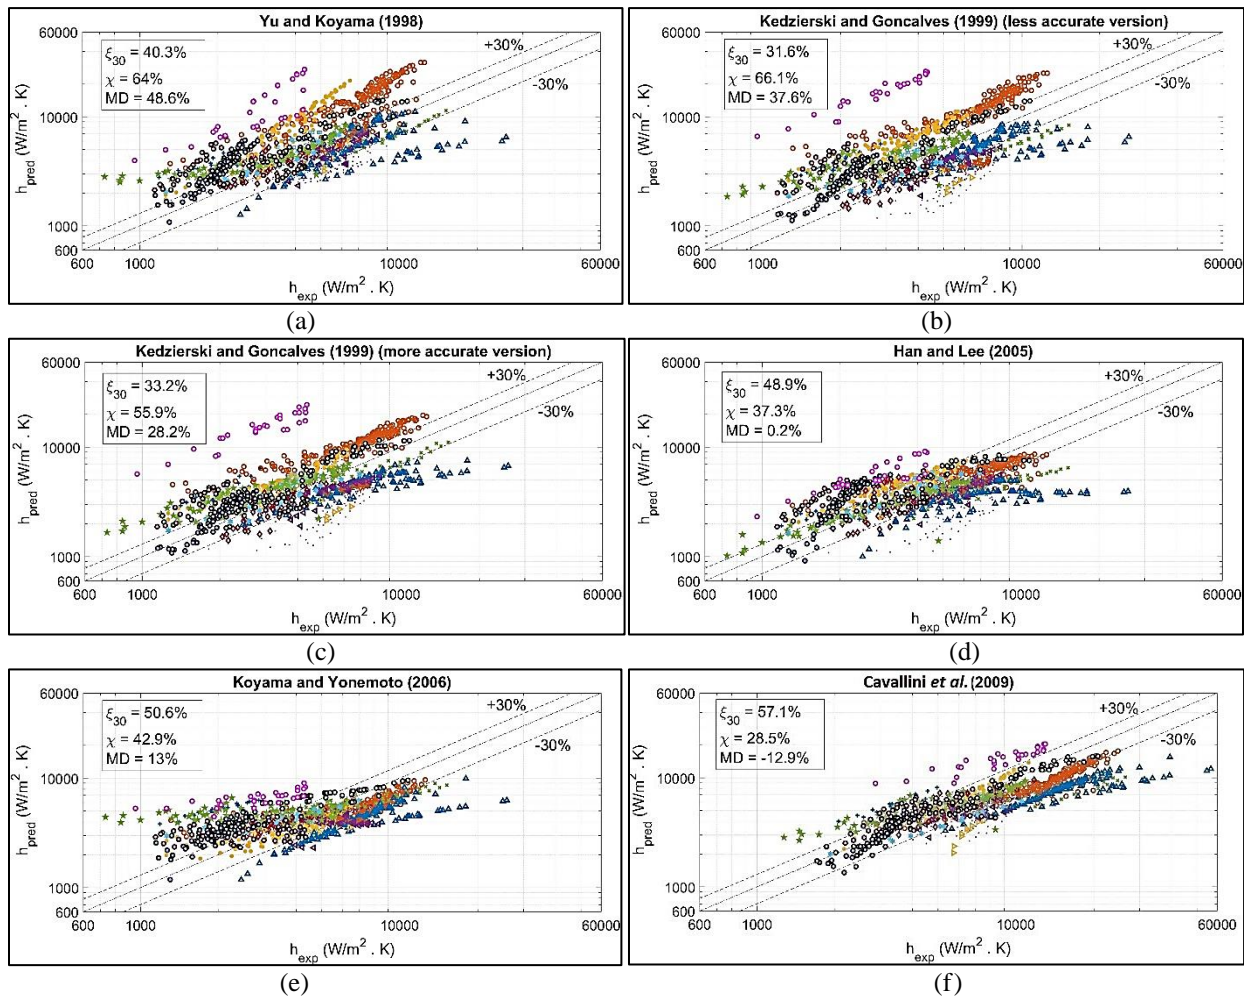 Yu and Koyama (1998)
60000
ξ30 = 40.3%
χ = 64%
MD = 48.6%
+30%
-30%
10000
hpred (W/m2 . K)
1000
600
600 1000 10000 60000
hexp (W/m2 . K)
(a)
Kedzierski and Goncalves (1999) (less accurate version)
60000
ξ30 = 31.6%
χ = 66.1%
MD = 37.6%
+30%
-30%
10000
hpred (W/m2 . K)
1000
600
600 1000 10000 60000
hexp (W/m2 . K)
(b)
Kedzierski and Goncalves (1999) (more accurate version)
60000
ξ30 = 33.2%
χ = 55.9%
MD = 28.2%
+30%
-30%
10000
hpred (W/m2 . K)
1000
600
600 1000 10000 60000
hexp (W/m2 . K)
(c)
Han and Lee (2005)
60000
ξ30 = 48.9%
χ = 37.3%
MD = 0.2%
+30%
-30%
10000
hpred (W/m2 . K)
1000
600
600 1000 10000 60000
hexp (W/m2 . K)
(d)
Koyama and Yonemoto (2006)
60000
ξ30 = 50.6%
χ = 42.9%
MD = 13%
+30%
-30%
10000
hpred (W/m2 . K)
1000
600
600 1000 10000 60000
hexp (W/m2 . K)
(e)
Cavallini et al. (2009)
60000
ξ30 = 57.1%
χ = 28.5%
MD = -12.9%
+30%
-30%
10000
hpred (W/m2 . K)
1000
600
600 1000 10000 60000
hexp (W/m2 . K)
(f)